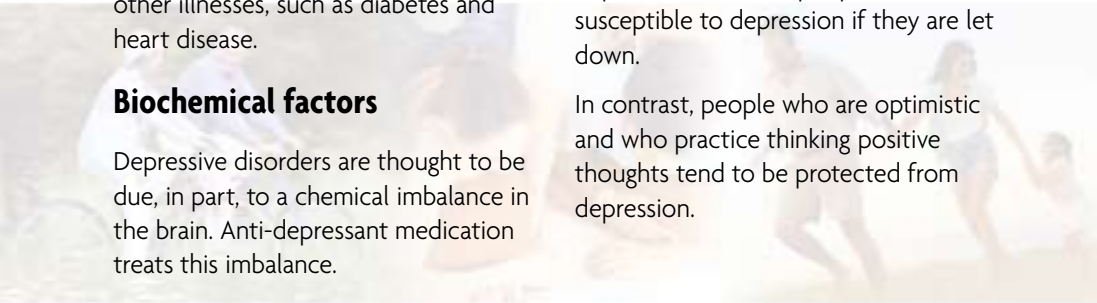 other illnesses, such as diabetes and
heart disease.
Biochemical factors
Depressive disorders are thought to be
due, in part, to a chemical imbalance in
the brain. Anti-depressant medication
treats this imbalance.
susceptible to depression if they are let
down.
In contrast, people who are optimistic
and who practice thinking positive
thoughts tend to be protected from
depression.